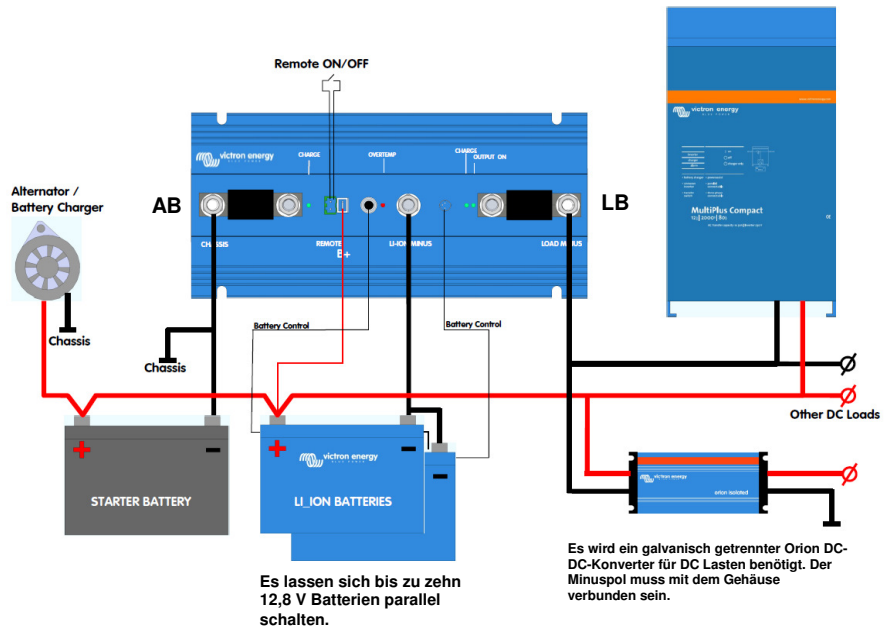 Remote ON/OFF
victron energy
BLUE POWER
CHARGE
OVERTEMP
CHARGE
OUTPUT ON
victron energy
BLUE POWER
Alternator /
Battery Charger
AB
LB
CHASSIS
REMOTE
B+
LI-ION MINUS
LOAD MINUS
MultiPlus Compact
Chassis
Chassis
Battery Control
Battery Control
Other DC Loads
+
-
STARTER BATTERY
+
-
victron energy
LI_ION BATTERIES
-
victron energy
orion isolated
Es wird ein galvanisch getrennter Orion DC-
DC-Konverter für DC Lasten benötigt. Der
Minuspol muss mit dem Gehäuse
verbunden sein.
Es lassen sich bis zu zehn
12,8 V Batterien parallel
schalten.